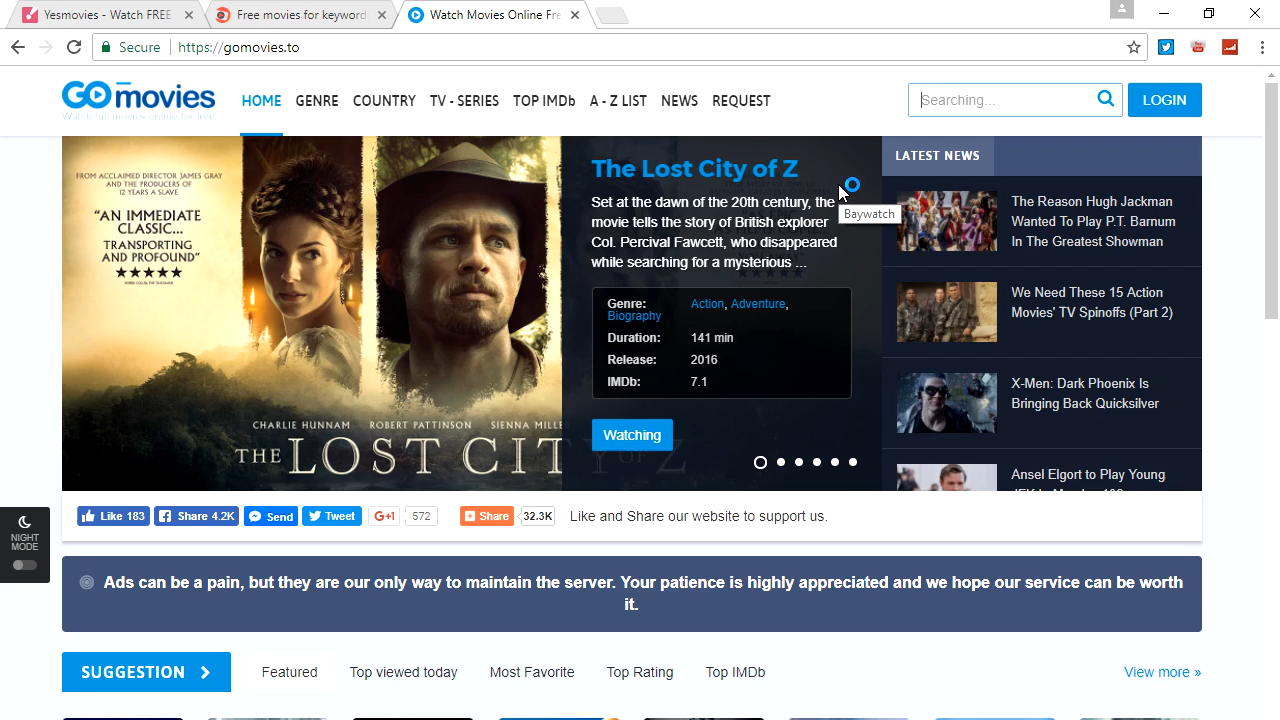 Yesmovies - Watch FREE
Free movies for keyword
Watch Movies Online Fre
Secure
https://gomovies.to
GOmovies
Watch full movies online for free
HOME
GENRE
COUNTRY
TV - SERIES
TOP IMDb
A - Z LIST
NEWS
REQUEST
Searching...
LOGIN
FROM ACCLAIMED DIRECTOR JAMES GRAY
AND THE PRODUCERS OF
12 YEARS A SLAVE
“AN IMMEDIATE
CLASSIC...
TRANSPORTING
AND PROFOUND”
CHARLIE HUNNAM ROBERT PATTINSON SIENNA MILLE
THE LOST CITY OF Z
The Lost City of Z
Set at the dawn of the 20th century, the
movie tells the story of British explorer
Col. Percival Fawcett, who disappeared
while searching for a mysterious ...
Baywatch
Genre: Action, Adventure,
Biography
Duration: 141 min
Release: 2016
IMDb: 7.1
Watching
LATEST NEWS
The Reason Hugh Jackman
Wanted To Play P.T. Barnum
In The Greatest Showman
We Need These 15 Action
Movies' TV Spinoffs (Part 2)
X-Men: Dark Phoenix Is
Bringing Back Quicksilver
Ansel Elgort to Play Young
NIGHT
MODE
Like 183
Share 4.2K
Send
Tweet
G+1
572
Share
32.3K
Like and Share our website to support us.
Ads can be a pain, but they are our only way to maintain the server. Your patience is highly appreciated and we hope our service can be worth
it.
SUGGESTION
Featured
Top viewed today
Most Favorite
Top Rating
Top IMDb
View more »